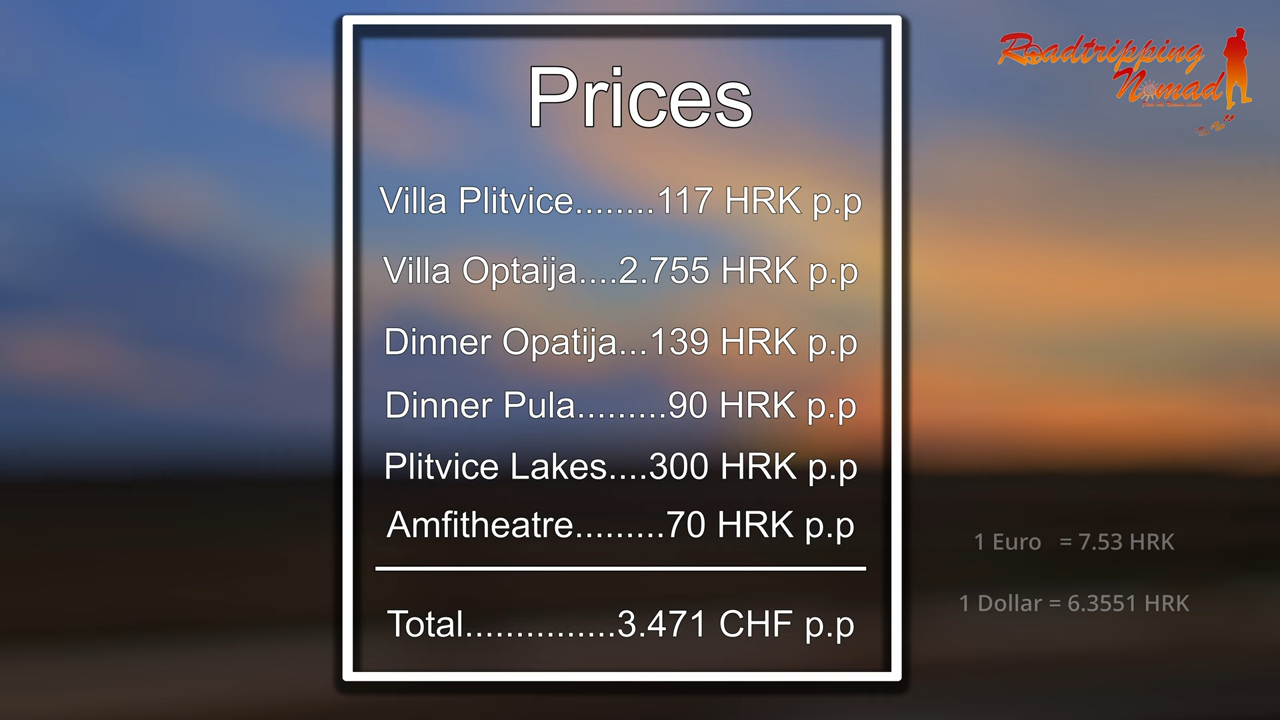 Roadtripping
Nomad
Prices
Villa Plitvice........117 HRK p.p
Villa Optaija....2.755 HRK p.p
Dinner Opatija...139 HRK p.p
Dinner Pula.........90 HRK p.p
Plitvice Lakes....300 HRK p.p
Amfitheatre.........70 HRK p.p
Total...............3.471 CHF p.p
1 Euro = 7.53 HRK
1 Dollar = 6.3551 HRK